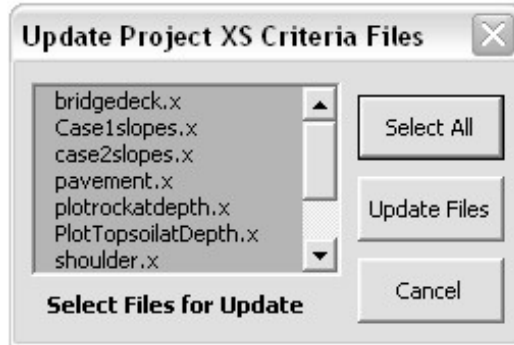 Update Project XS Criteria Files
bridgedeck.x
Case1slopes.x
case2slopes.x
pavement.x
plotrockatdepth.x
PlotTopsoilatDepth.x
shoulder.x
Select Files for Update
Select All
Update Files
Cancel